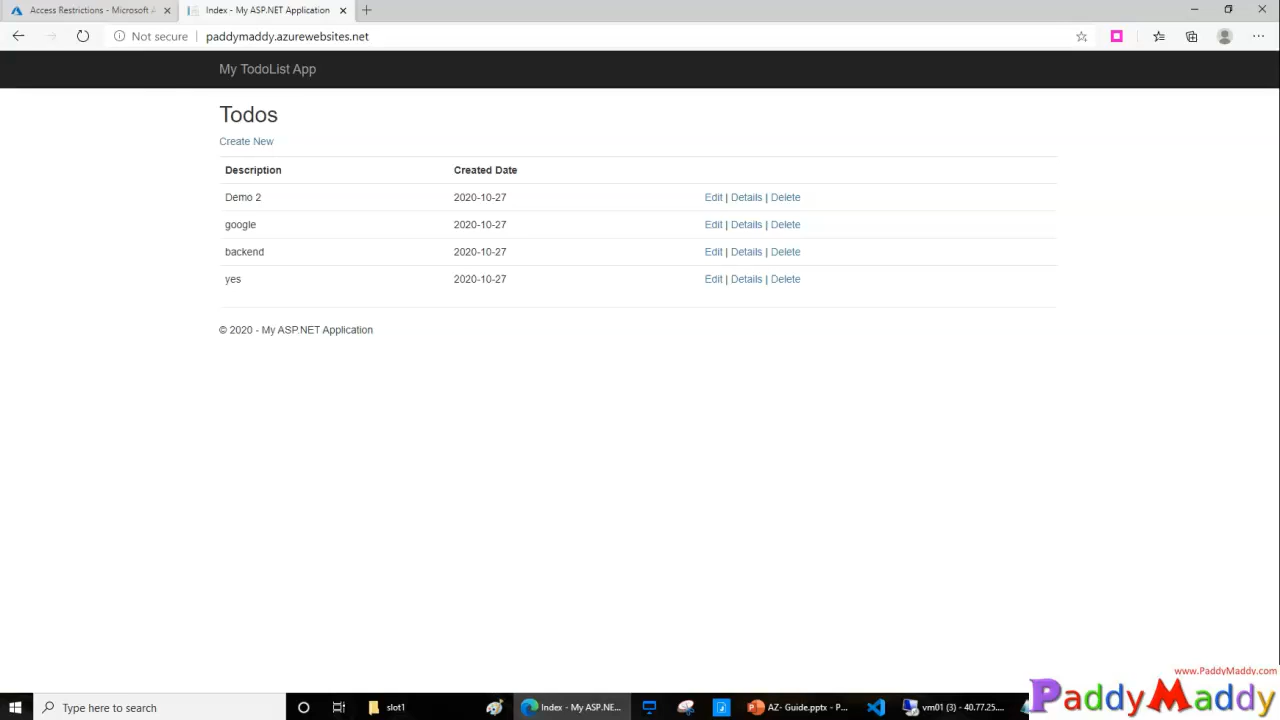 Access Restrictions - Microsoft A
Index - My ASP.NET Application
Not secure
paddymaddy.azurewebsites.net
My TodoList App
Todos
Create New
Description Created Date
Demo 2 2020-10-27 Edit | Details | Delete
google 2020-10-27 Edit | Details | Delete
backend 2020-10-27 Edit | Details | Delete
yes 2020-10-27 Edit | Details | Delete
© 2020 - My ASP.NET Application
www.PaddyMaddy.com
PaddyMaddy
Type here to search
slot1
Index - My ASP.NE...
AZ- Guide.pptx - P...
vm01 (3) - 40.77.25....